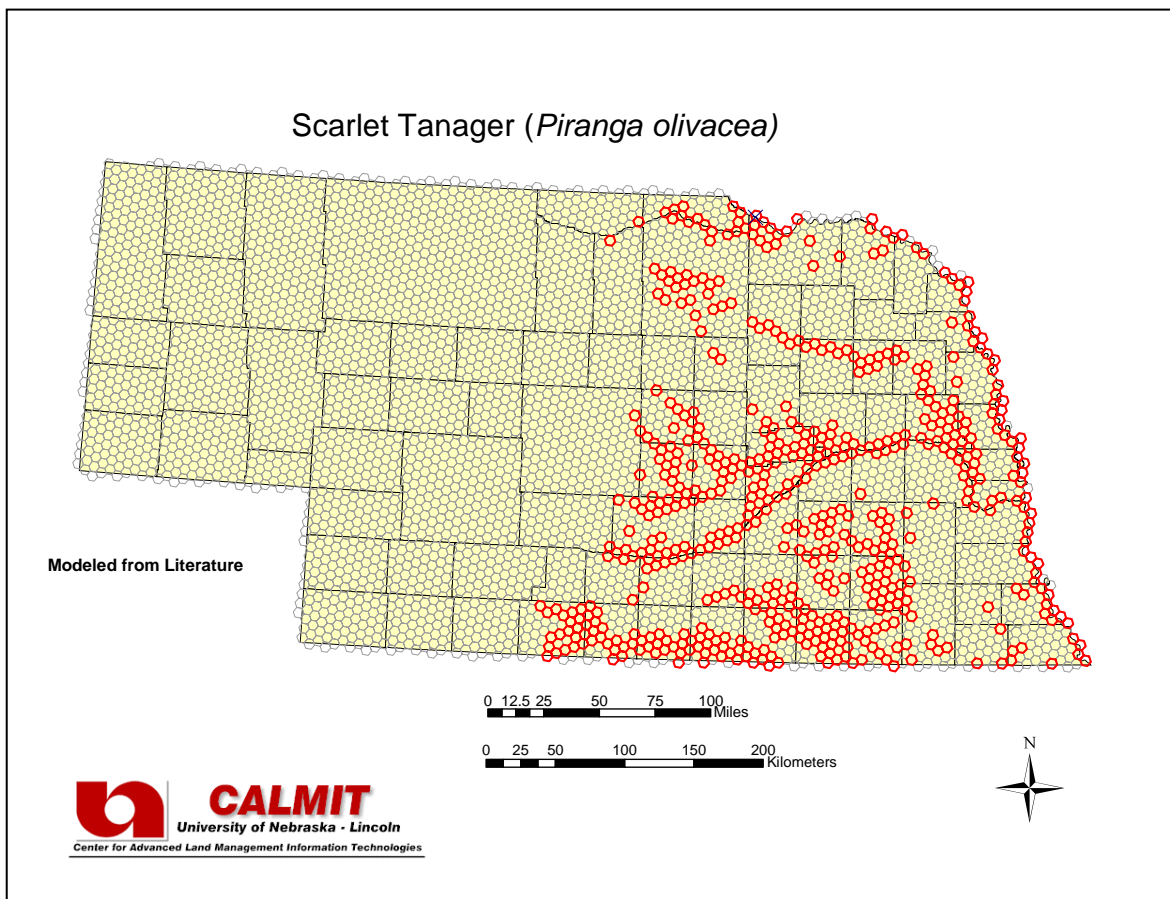 Scarlet Tanager (Piranga olivacea)
Modeled from Literature
0 12.5 25 50 75 100
Miles
0 25 50 100 150 200
Kilometers
N
CALMIT
University of Nebraska - Lincoln
Center for Advanced Land Management Information Technologies